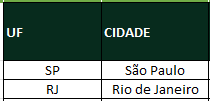 UF CIDADE
SP São Paulo
RJ Rio de Janeiro